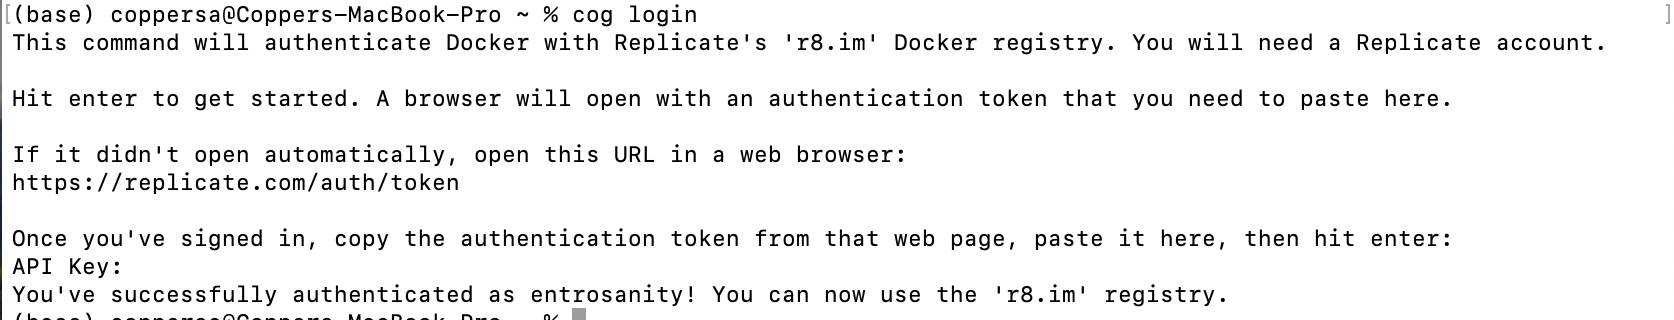 [(base) coppersa@Coppers-MacBook-Pro ~ % cog login ]
This command will authenticate Docker with Replicate's 'r8.im' Docker registry. You will need a Replicate account.
Hit enter to get started. A browser will open with an authentication token that you need to paste here.
If it didn't open automatically, open this URL in a web browser:
https://replicate.com/auth/token
Once you've signed in, copy the authentication token from that web page, paste it here, then hit enter:
API Key:
You've successfully authenticated as entrosanity! You can now use the 'r8.im' registry.
(base) coppersa@Coppers-MacBook-Pro ~ %